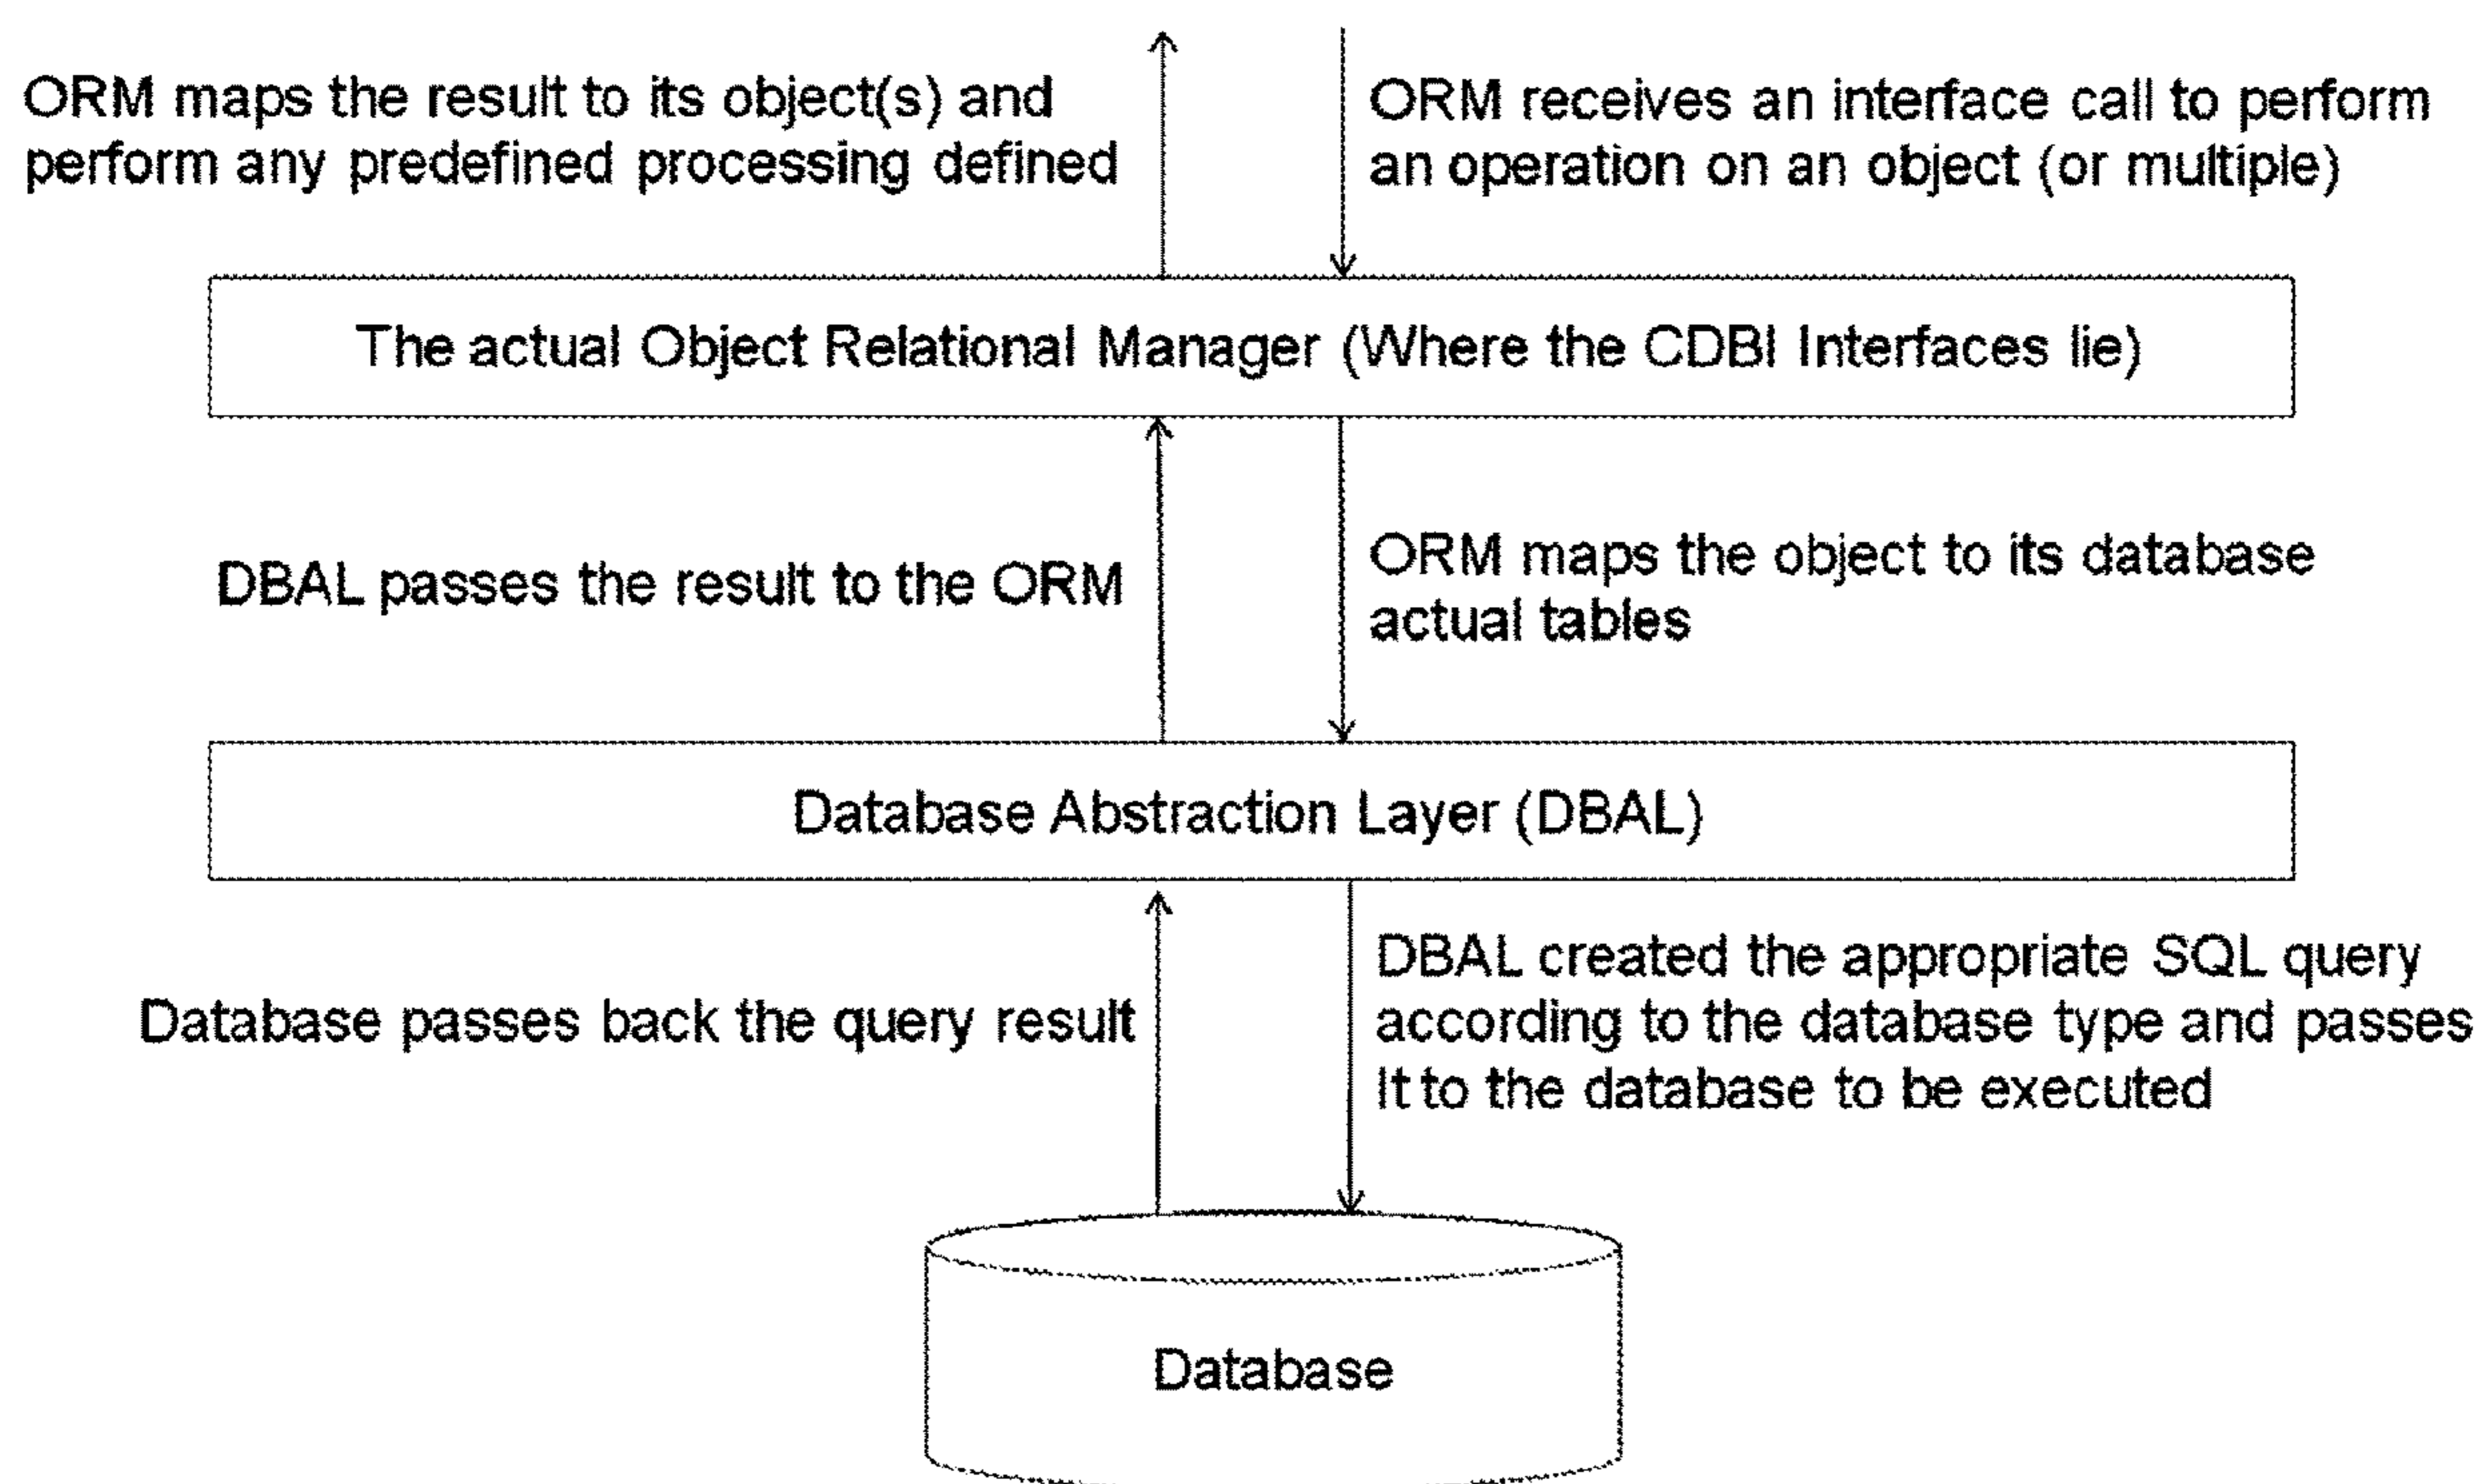 ORM maps the result to its object(s) and
perform any predefined processing defined
ORM receives an interface call to perform
an operation on an object (or multiple)
The actual Object Relational Manager (Where the CDBI Interfaces lie)
DBAL passes the result to the ORM
ORM maps the object to its database
actual tables
Database Abstraction Layer (DBAL)
Database passes back the query result
DBAL created the appropriate SQL query
according to the database type and passes
It to the database to be executed
Database